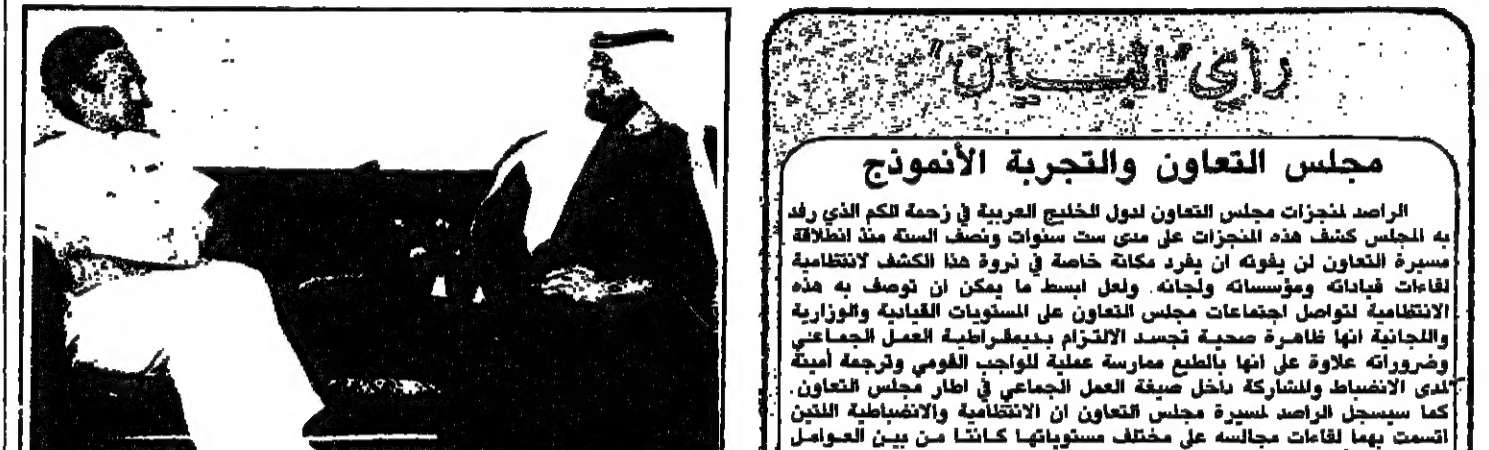 رأي "البيان"
مجلس التعاون والتجربة الأنموذج
الراصد لمنجزات مجلس التعاون لدول الخليج العربية في زحمة الكم الذي رفد
به المجلس كشف هذه المنجزات على مدى ست سنوات ونصف السنة منذ انطلاقة
مسيرة التعاون لن يفوته ان يفرد مكانة خاصة في ذروة هذا الكشف لانتظامية
لقاءات قياداته ومؤسساته ولجانه. ولعل ابسط ما يمكن ان توصف به هذه
الانتظامية لتواصل اجتماعات مجلس التعاون على المستويات القيادية والوزارية
واللجانية انها ظاهرة صحية تجسد الالتزام بديمقراطية العمل الجماعي
وضروراته علاوة على انها بالطبع ممارسة عملية للواجب القومي وترجمة أمينة
لمدى الانضباط والمشاركة داخل صيغة العمل الجماعي في اطار مجلس التعاون.
كما سيسجل الراصد لمسيرة مجلس التعاون ان الانتظامية والانضباطية اللتين
اتسمت بهما لقاءات مجالسه على مختلف مستوياتها كانتا من بين العوامل